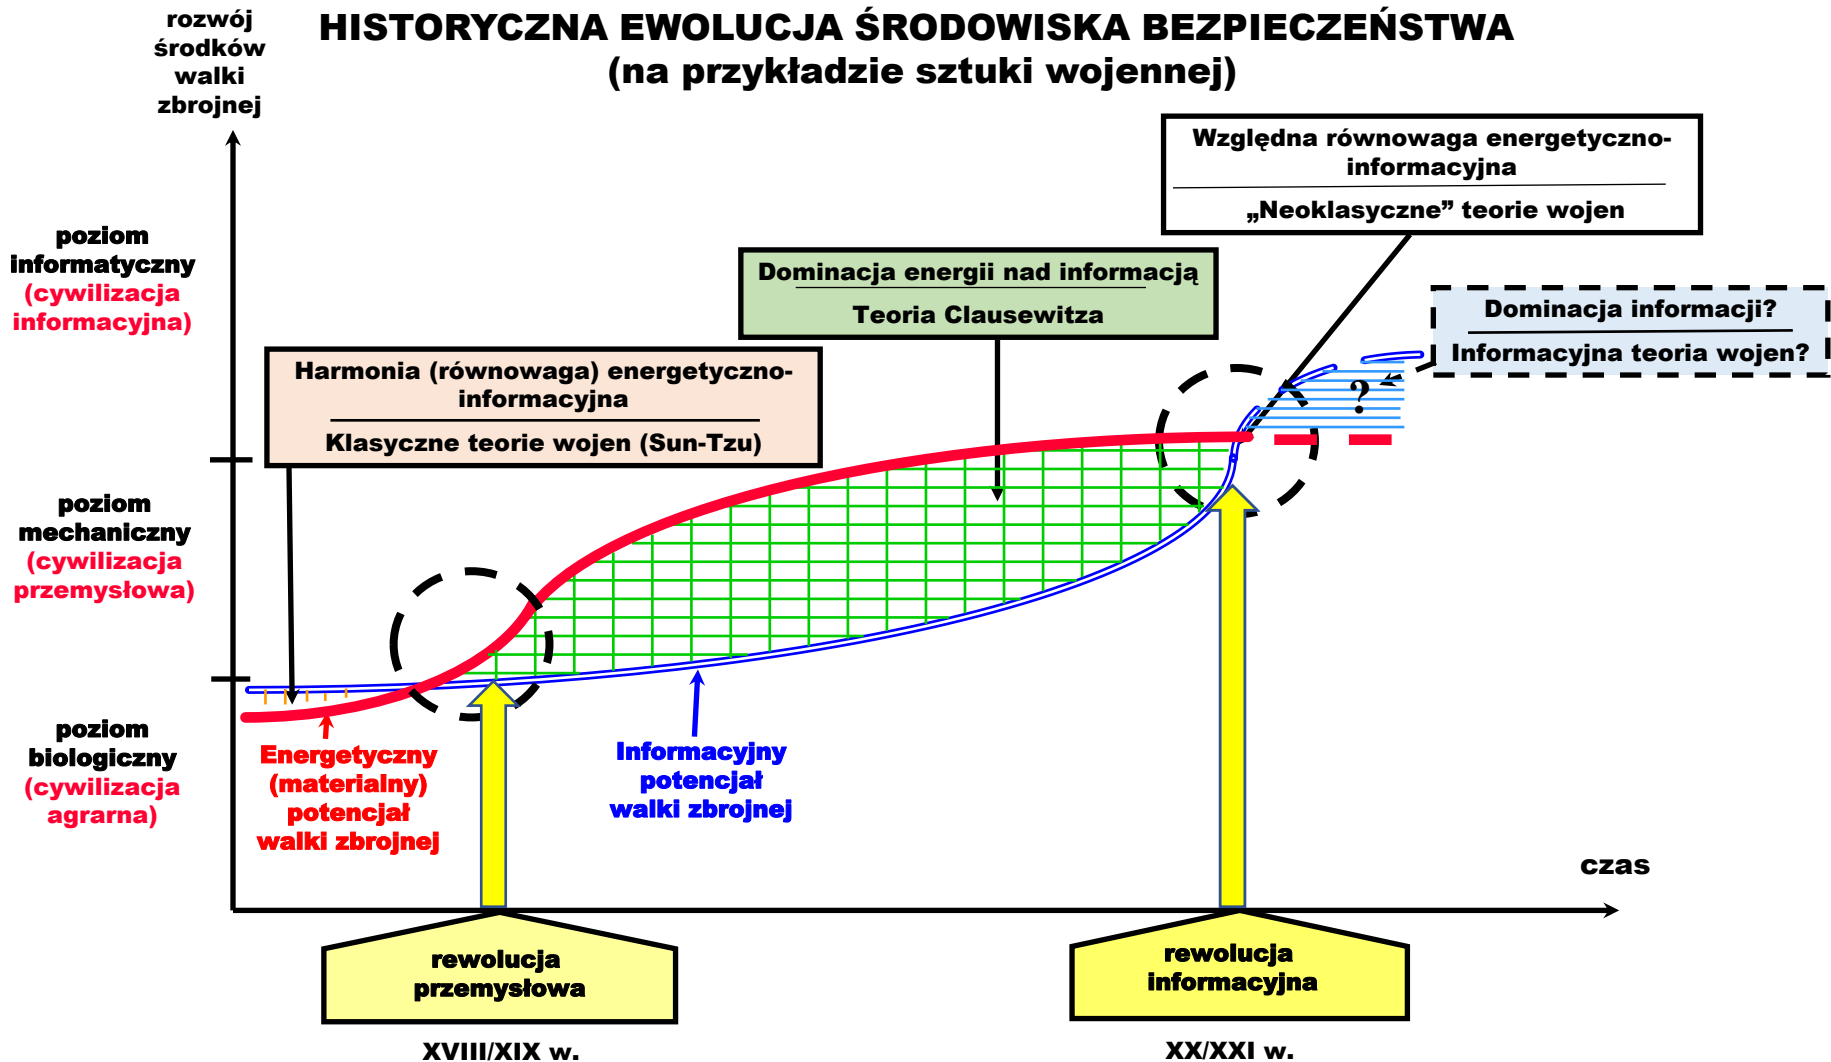 HISTORYCZNA EWOLUCJA ŚRODOWISKA BEZPIECZEŃSTWA
(na przykładzie sztuki wojennej)
rozwój
środków
walki
zbrojnej
Względna równowaga energetyczno-
informacyjna
„Neoklasyczne” teorie wojen
poziom
informatyczny
(cywilizacja
informacyjna)
Dominacja energii nad informacją
Teoria Clausewitza
Dominacja informacji?
Informacyjna teoria wojen?
Harmonia (równowaga) energetyczno-
informacyjna
Klasyczne teorie wojen (Sun-Tzu)
?
poziom
mechaniczny
(cywilizacja
przemysłowa)
poziom
biologiczny
(cywilizacja
agrarna)
Energetyczny
(materialny)
potencjał
walki zbrojnej
Informacyjny
potencjał
walki zbrojnej
czas
rewolucja
przemysłowa
rewolucja
informacyjna
XVIII/XIX w.
XX/XXI w.